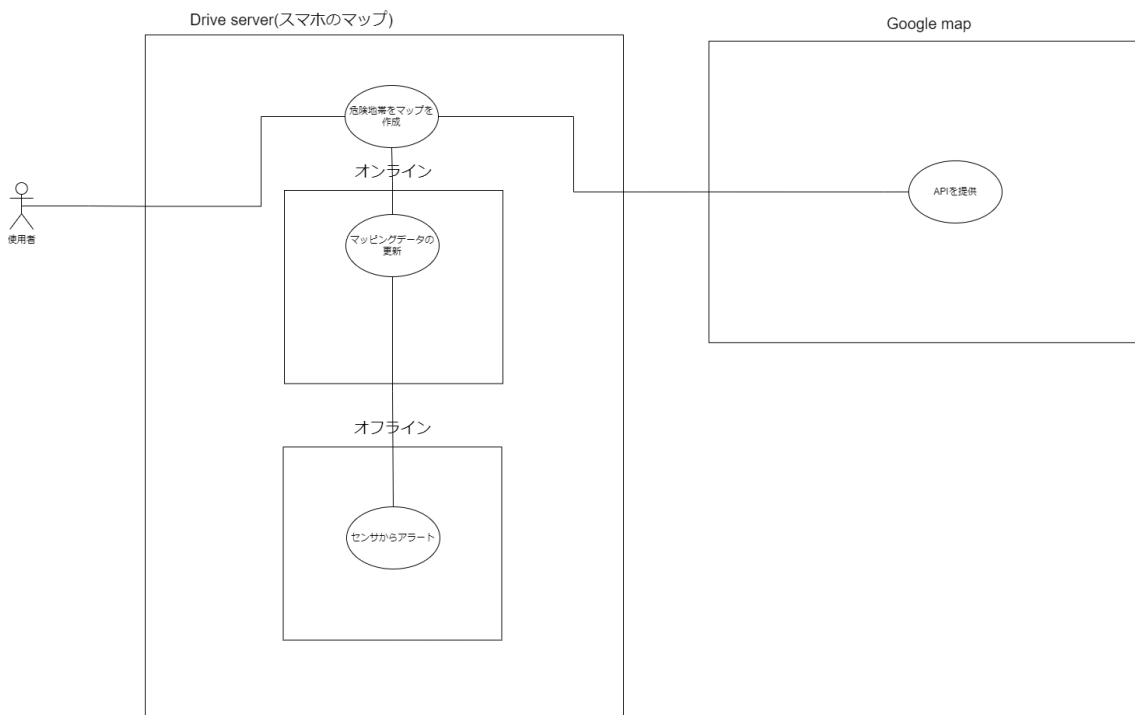 Drive server(スマホのマップ)
Google map
危険地帯をマップを
作成
オンライン
APIを提供
使用者
マッピングデータの
更新
オフライン
センサからアラート